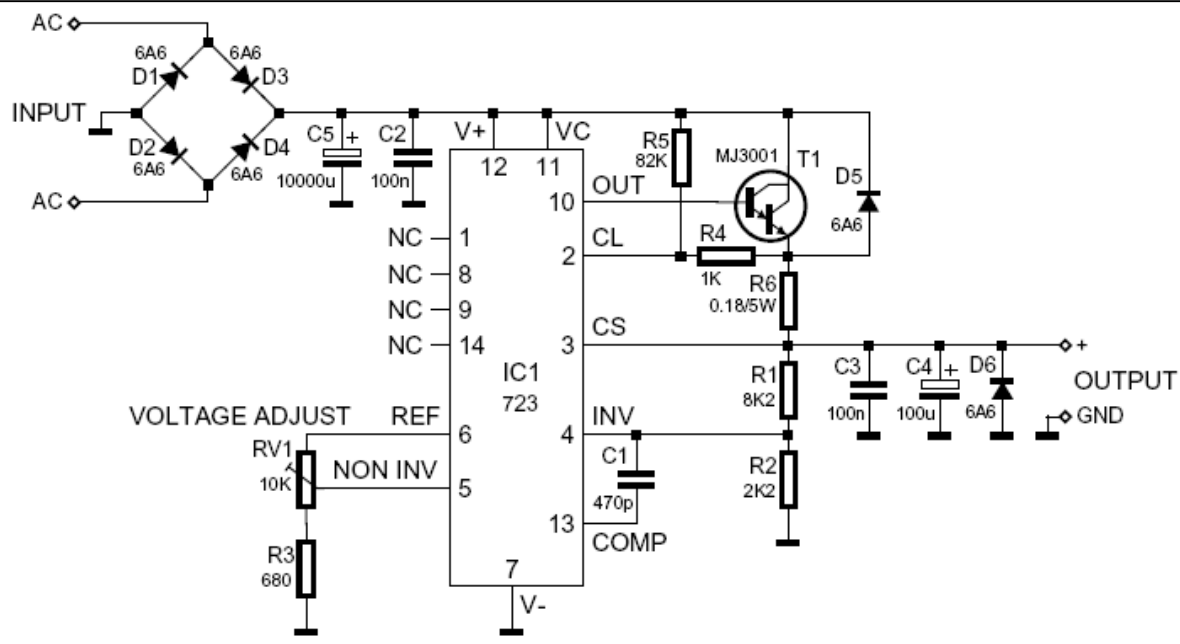 AC
6A6
D1
6A6
D3
INPUT
D2
6A6
D4
6A6
AC
C5
+
10000u
C2
100n
V+
VC
12
11
R5
82K
MJ3001
T1
D5
6A6
OUT
10
CL
2
R4
1K
R6
0.18/5W
NC
1
NC
8
NC
9
NC
14
CS
3
IC1
723
R1
8K2
C3
100n
C4
+
100u
D6
6A6
+
OUTPUT
GND
VOLTAGE ADJUST
REF
6
INV
4
RV1
10K
NON INV
5
C1
470p
R2
2K2
13
COMP
R3
680
7
V-